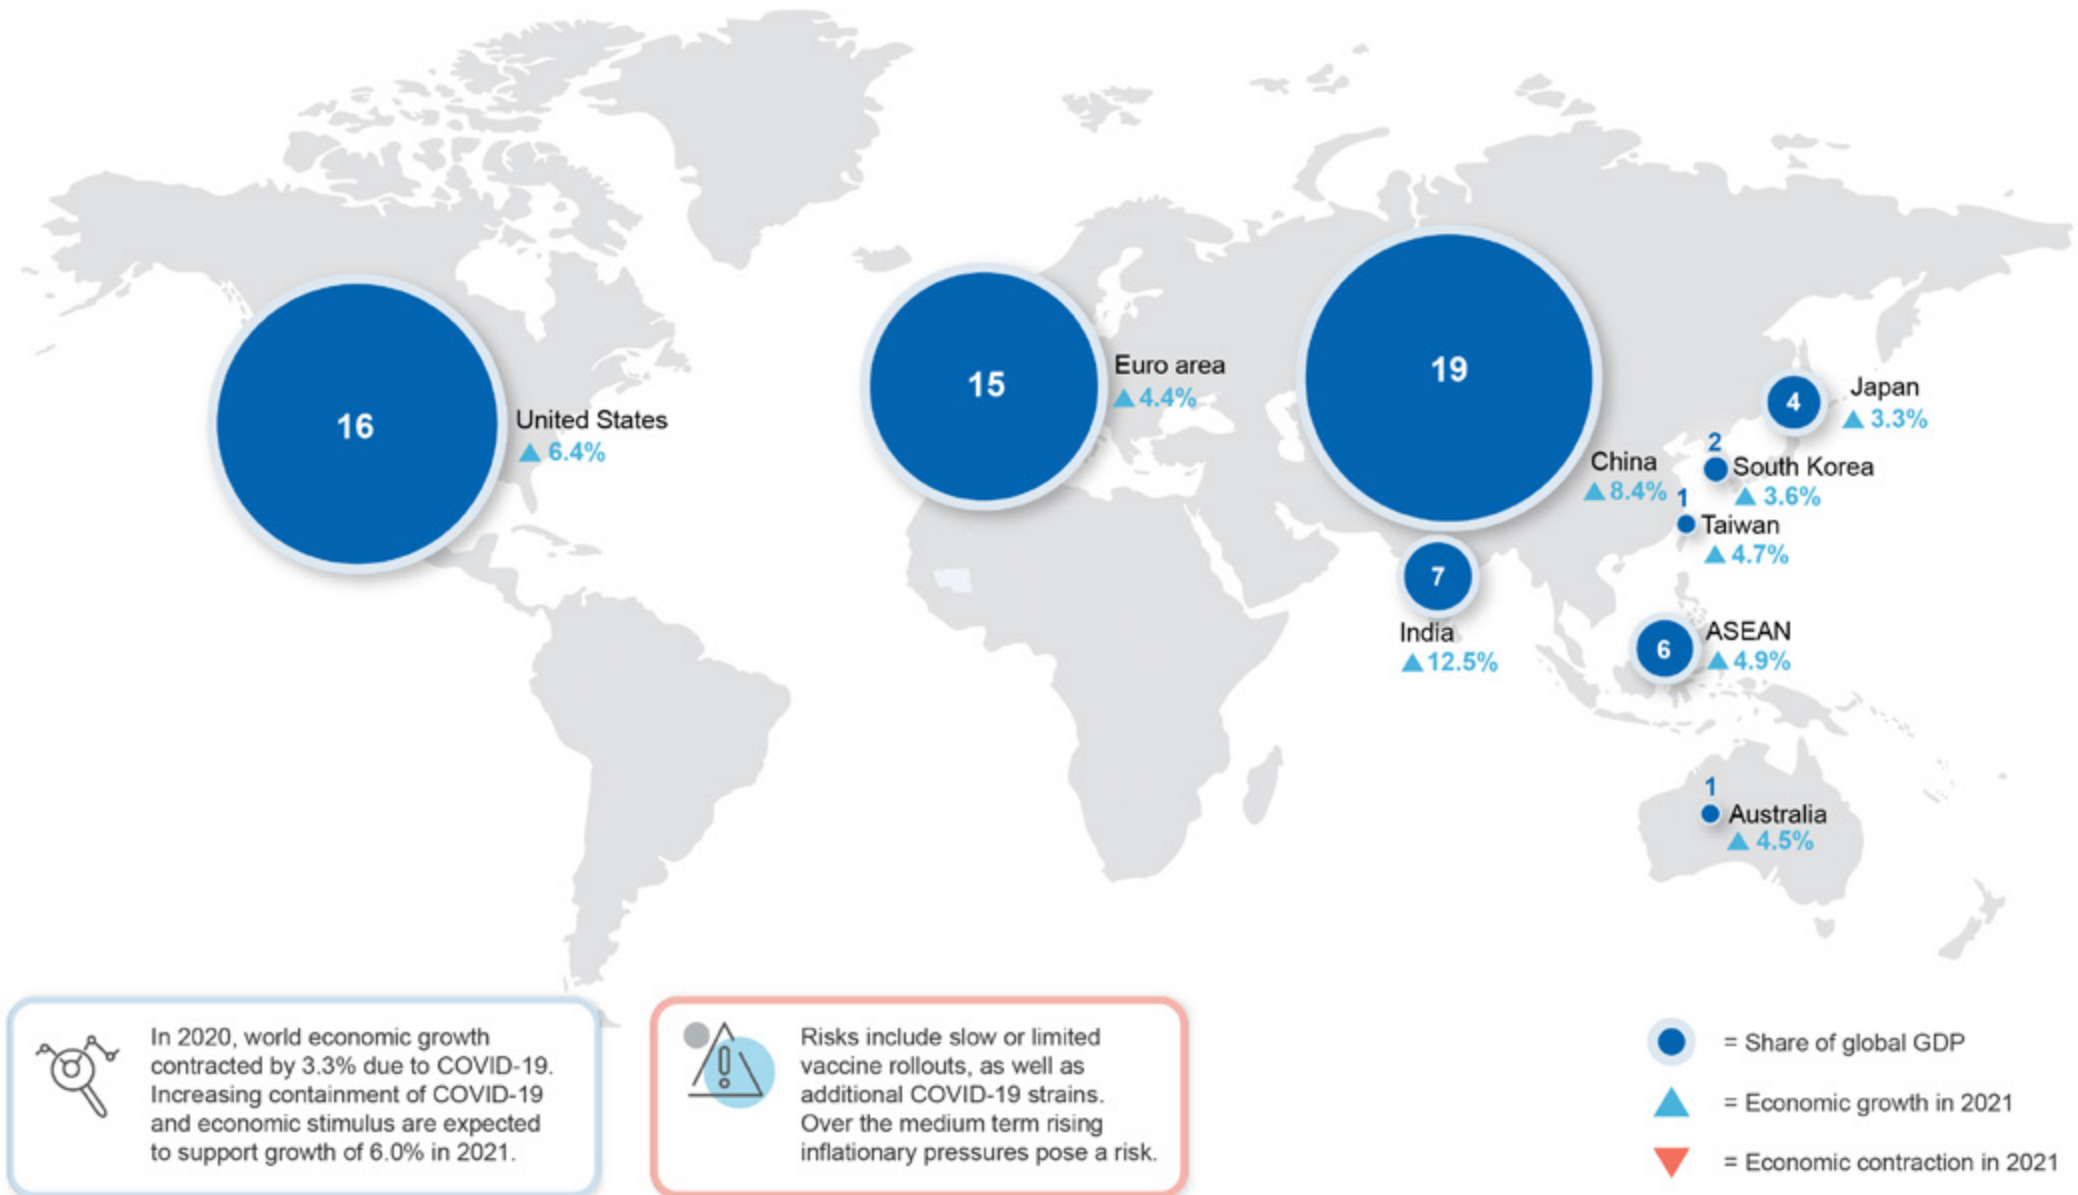 16
United States
▲ 6.4%
15
Euro area
▲ 4.4%
19
China
▲ 8.4%
4
Japan
▲ 3.3%
2
South Korea
▲ 3.6%
1
Taiwan
▲ 4.7%
7
India
▲ 12.5%
6
ASEAN
▲ 4.9%
1
Australia
▲ 4.5%
In 2020, world economic growth
contracted by 3.3% due to COVID-19.
Increasing containment of COVID-19
and economic stimulus are expected
to support growth of 6.0% in 2021.
Risks include slow or limited
vaccine rollouts, as well as
additional COVID-19 strains.
Over the medium term rising
inflationary pressures pose a risk.
= Share of global GDP
= Economic growth in 2021
= Economic contraction in 2021